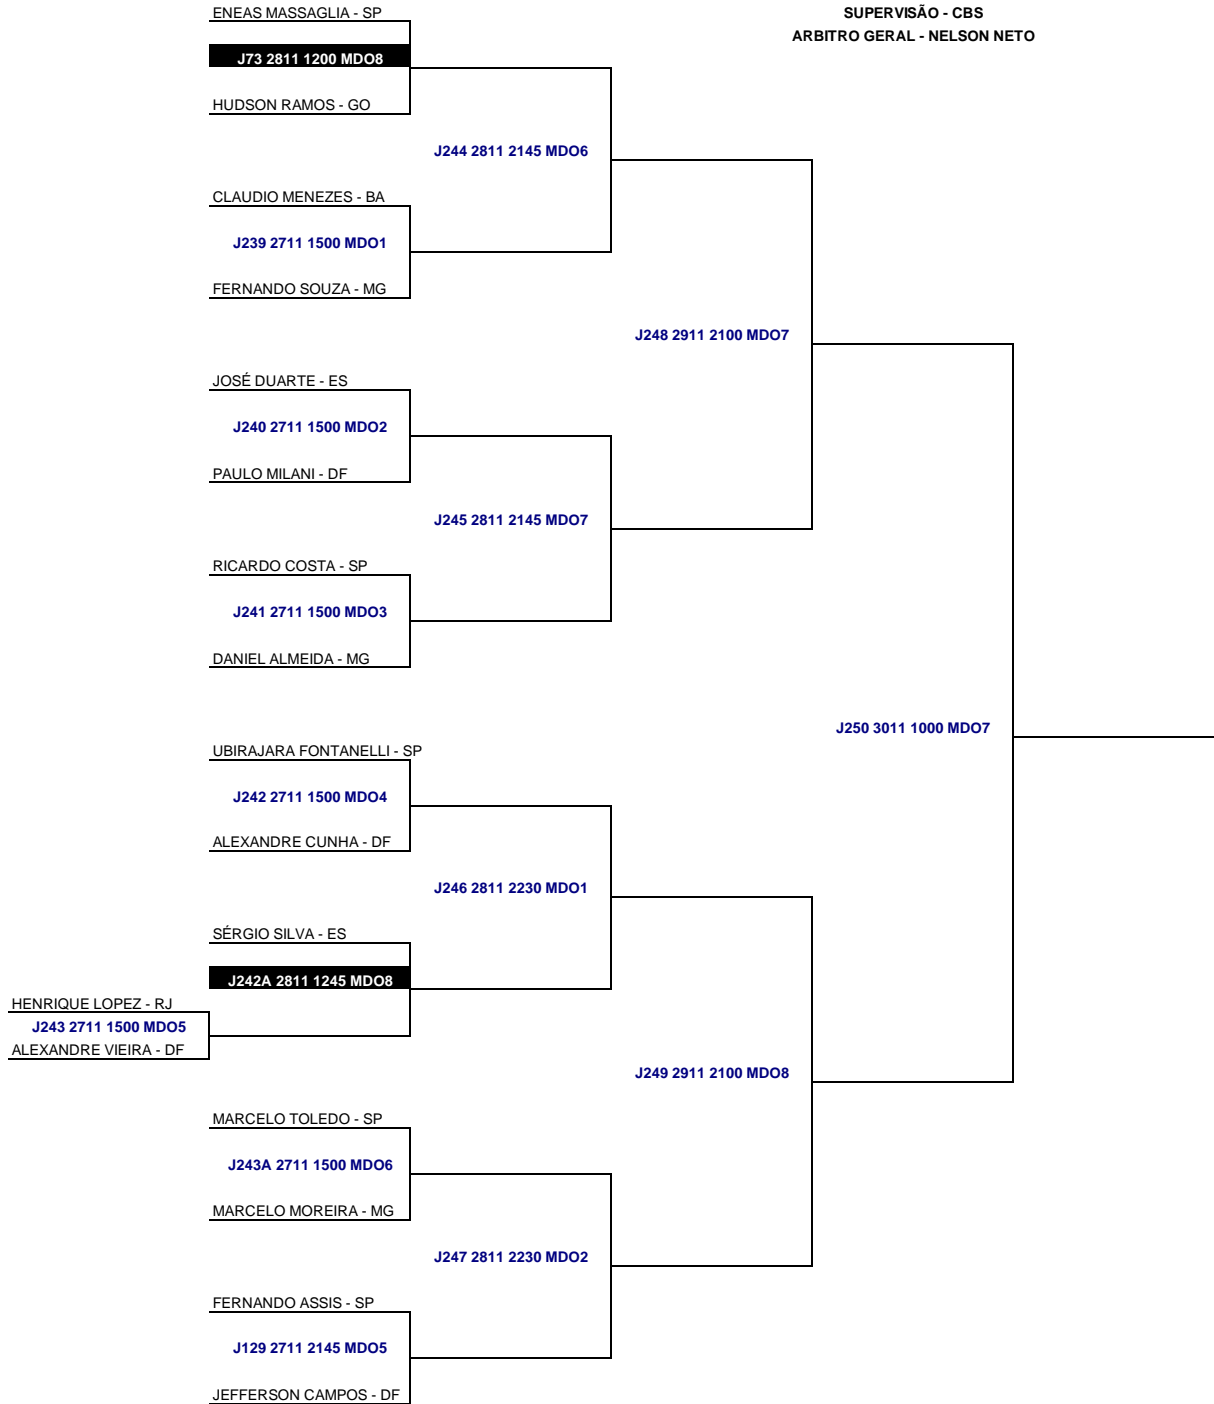 ENEAS MASSAGLIA - SP
SUPERVISÃO - CBS
ARBITRO GERAL - NELSON NETO
J73 2811 1200 MDO8
HUDSON RAMOS - GO
J244 2811 2145 MDO6
CLAUDIO MENEZES - BA
J239 2711 1500 MDO1
FERNANDO SOUZA - MG
J248 2911 2100 MDO7
JOSÉ DUARTE - ES
J240 2711 1500 MDO2
PAULO MILANI - DF
J245 2811 2145 MDO7
RICARDO COSTA - SP
J241 2711 1500 MDO3
DANIEL ALMEIDA - MG
J250 3011 1000 MDO7
UBIRAJARA FONTANELLI - SP
J242 2711 1500 MDO4
ALEXANDRE CUNHA - DF
J246 2811 2230 MDO1
SÉRGIO SILVA - ES
J242A 2811 1245 MDO8
HENRIQUE LOPEZ - RJ
J243 2711 1500 MDO5
ALEXANDRE VIEIRA - DF
J249 2911 2100 MDO8
MARCELO TOLEDO - SP
J243A 2711 1500 MDO6
MARCELO MOREIRA - MG
J247 2811 2230 MDO2
FERNANDO ASSIS - SP
J129 2711 2145 MDO5
JEFFERSON CAMPOS - DF